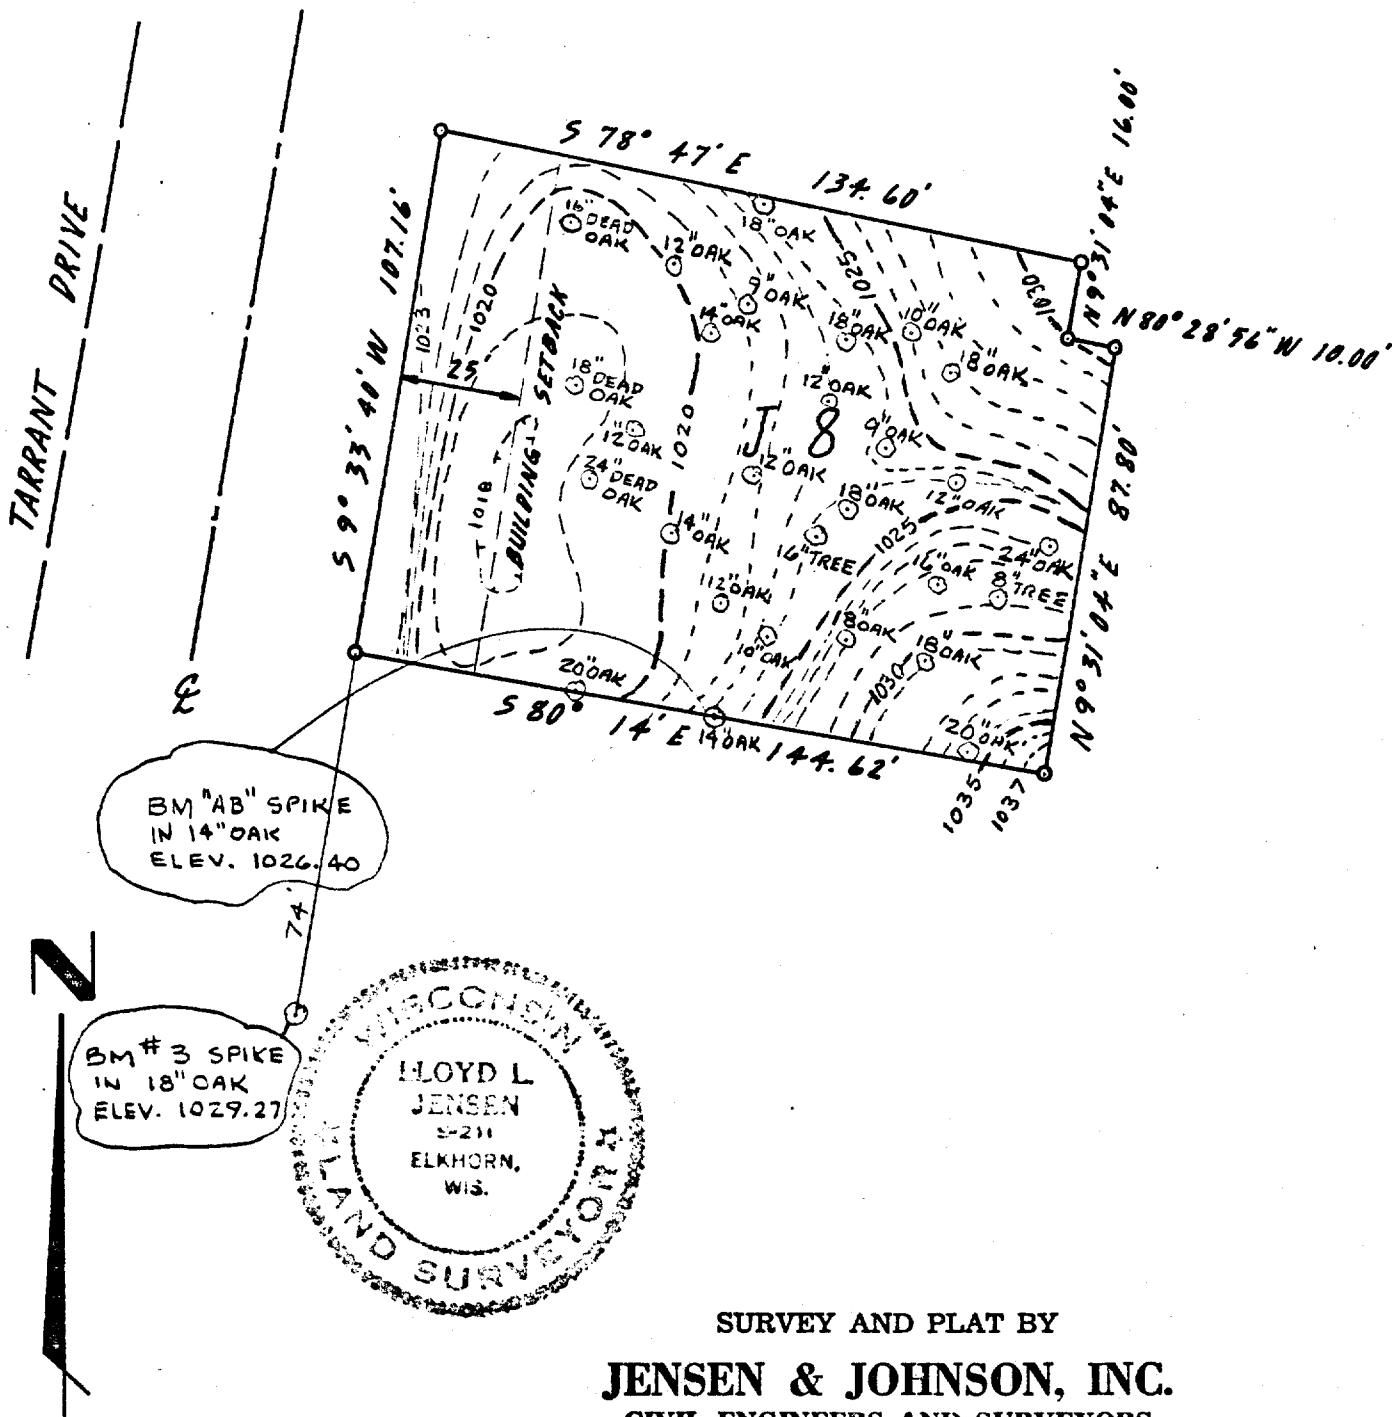 S 78° 47' E 134.60'
N9°31'04"E 16.00'
TARRANT DRIVE
S 9° 33' 40" W 107.16'
16" DEAD
OAK
18" OAK
12" OAK
1025
1030
9" OAK
14" OAK
18" OAK
10" OAK
N80°28'56"W 10.00'
1023
1020
BUILDING SETBACK
25
18" DEAD
OAK
12" OAK
18" OAK
J 8
9" OAK
12" OAK
1020
24" DEAD
OAK
12" OAK
1018
18" OAK
12" OAK
N9°31'04"E 87.80'
14" OAK
16" TREE
1025
24" OAK
16" OAK
8" TREE
12" OAK
10" OAK
18" OAK
18" OAK
1030
20" OAK
S 80° 14' E 144.62'
14" OAK
OAK
1035
1037
℄
BM "AB" SPIKE
IN 14" OAK
ELEV. 1026.40
74'
N
BM # 3 SPIKE
IN 18" OAK
ELEV. 1029.27
WISCONSIN
LLOYD L.
JENSEN
S-211
ELKHORN,
WIS.
LAND SURVEYOR
SURVEY AND PLAT BY
JENSEN & JOHNSON, INC.
CIVIL ENGINEERS AND SURVEYORS